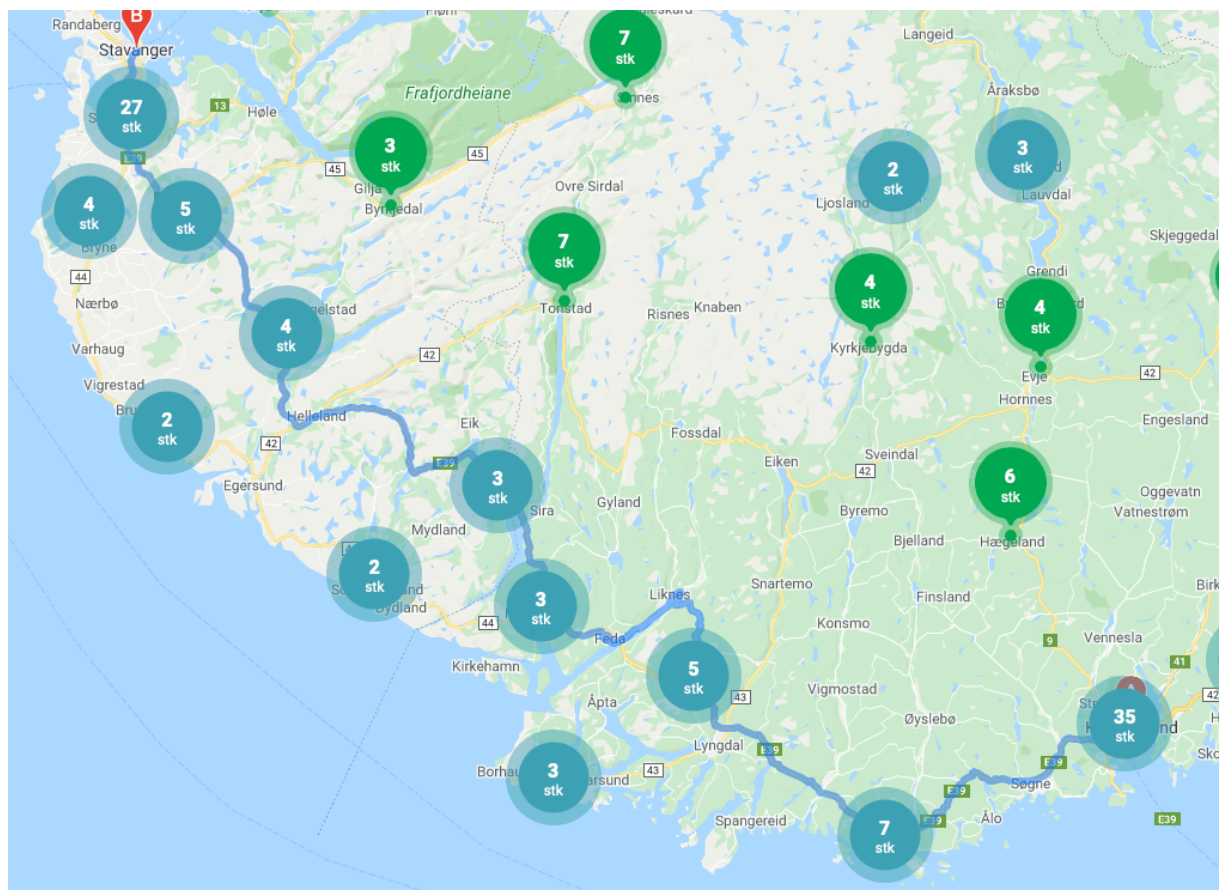 Randaberg
B
Stavanger
27
stk
E39
13
Høle
Frafjordheiane
7
stk
Sinnes
Langeid
Åraksbø
3
stk
45
Gilja
Byrkjedal
45
4
stk
Bryne
5
stk
Øvre Sirdal
2
stk
Ljosland
3
stk
Lauvdal
Skjeggedal
44
Nærbø
7
stk
Tonstad
Knaben
Risnes
4
stk
Kyrkjebygda
Grendi
4
stk
Evje
42
Varhaug
4
stk
42
Vigrestad
Hornnes
Engesland
2
stk
Helleland
42
Eik
Fossdal
Eiken
Sveindal
42
Egersund
E39
3
stk
Sira
Gyland
Byremo
6
stk
Hægeland
Oggevatn
Vatnestrøm
Mydland
Bjelland
2
stk
Snartemo
Finsland
3
stk
44
Liknes
Feda
Konsmo
Vennesla
9
41
Kirkehamn
5
stk
43
Vigmostad
A
42
Åpta
Øyslebø
35
stk
Lyngdal
E39
3
stk
43
E39
Søgne
E39
Spangereid
7
stk
E39
Ålo
E39